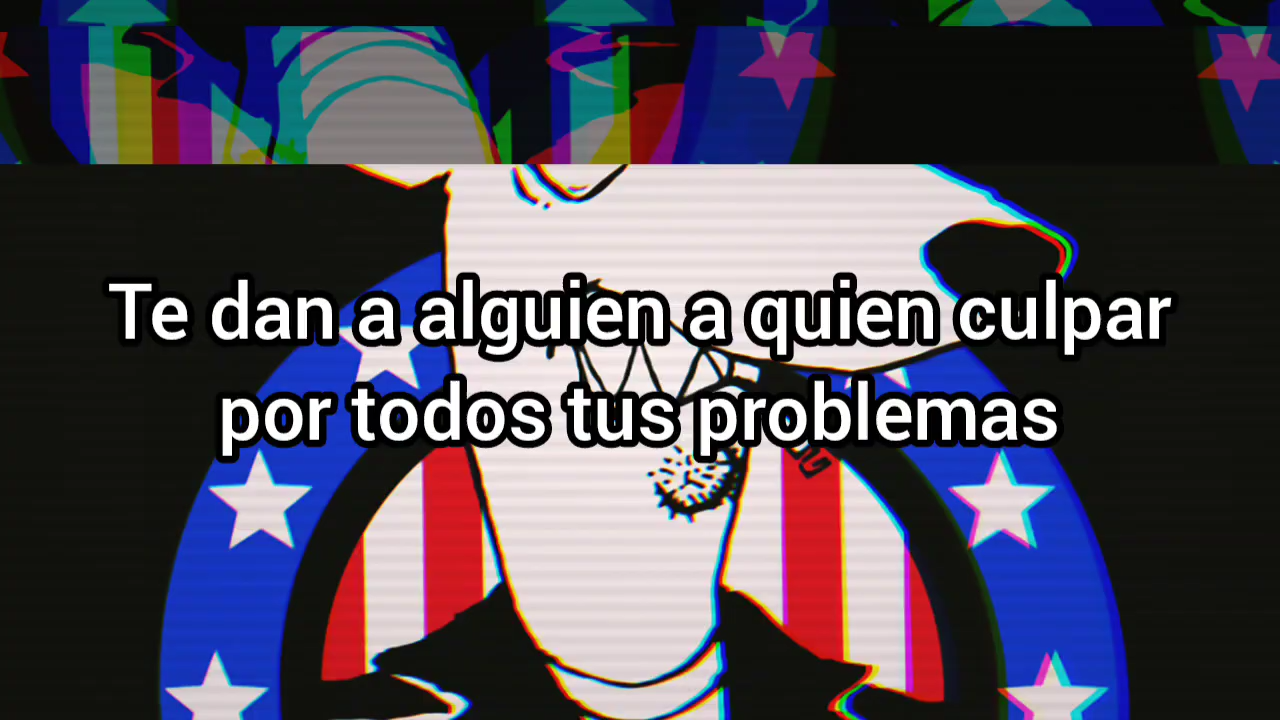 Te dan a alguien a quien culpar
por todos tus problemas